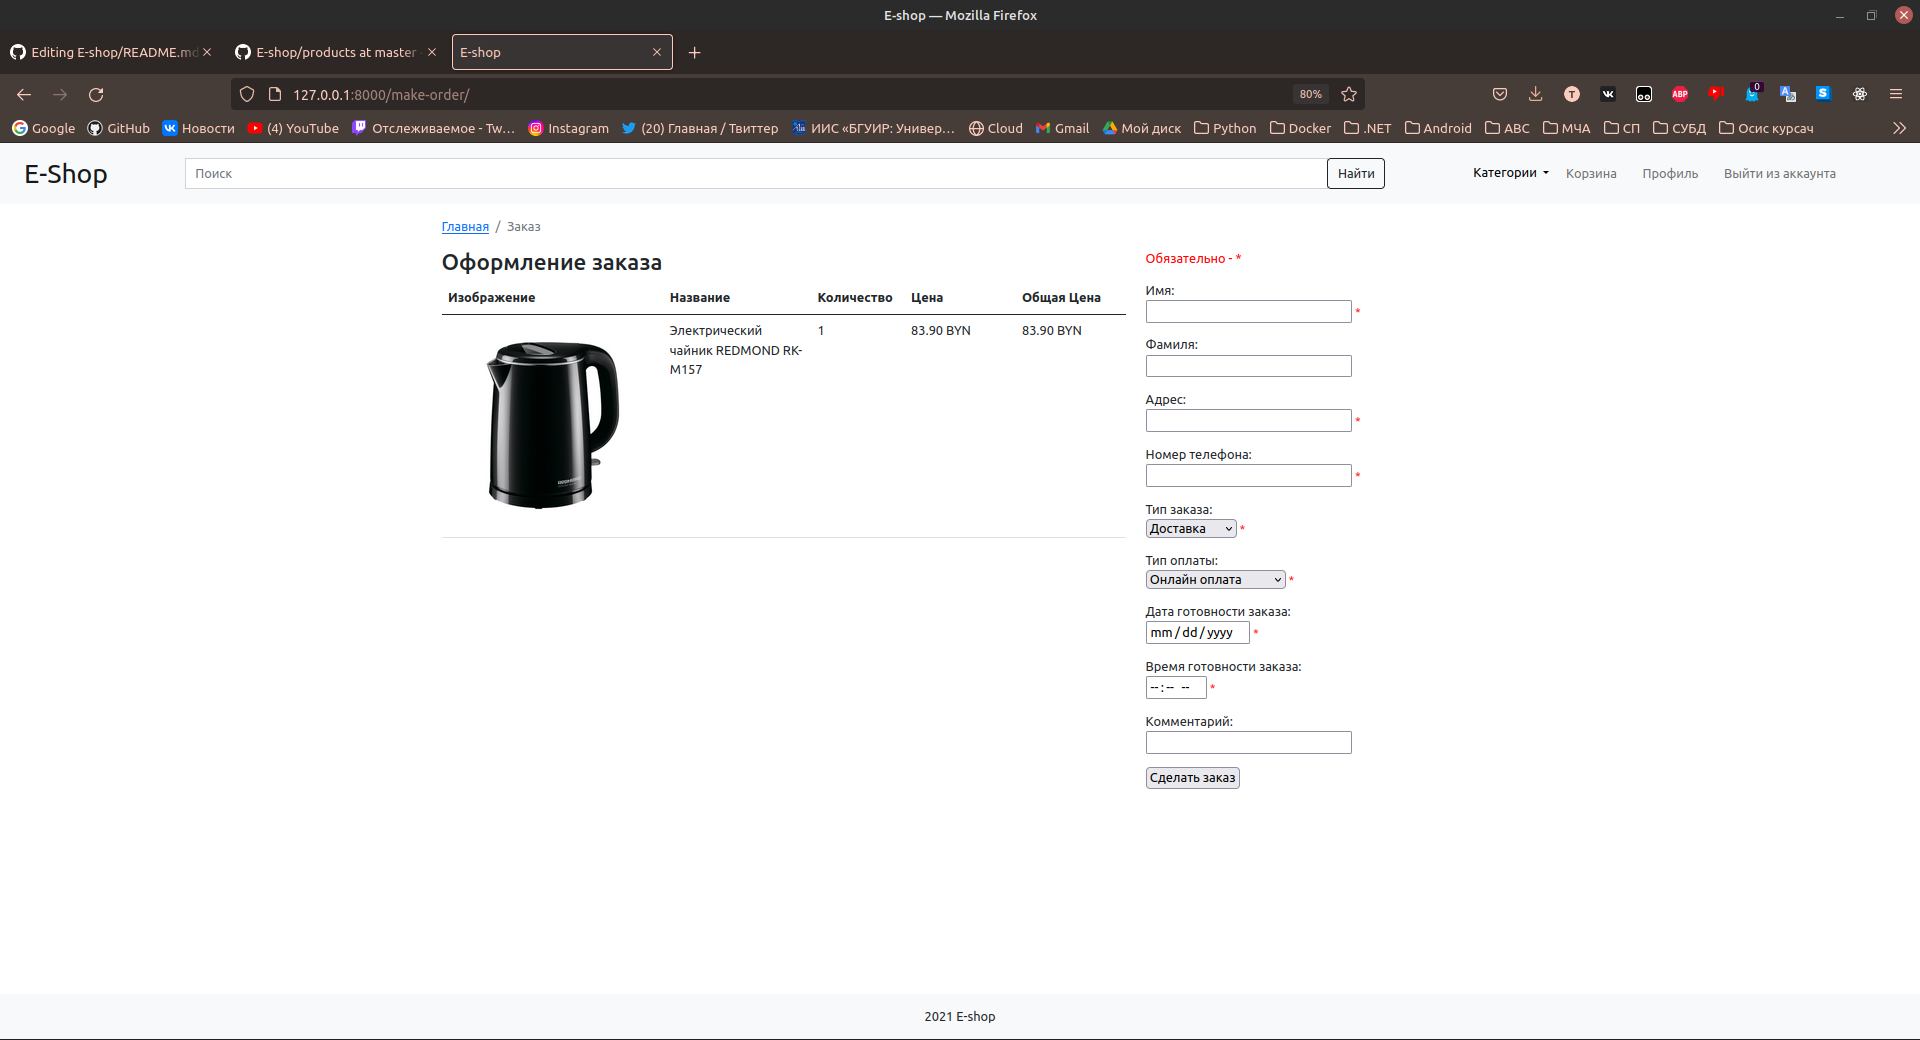 E-shop — Mozilla Firefox
Editing E-shop/README.md
E-shop/products at master
E-shop
127.0.0.1:8000/make-order/
80%
Google GitHub Новости (4) YouTube Отслеживаемое - Tw… Instagram (20) Главная / Твиттер ИИС «БГУИР: Универ… Cloud Gmail Мой диск Python Docker .NET Android АВС МЧА СП СУБД Осис курсач
E-Shop
Поиск
Найти
Категории Корзина Профиль Выйти из аккаунта
Главная / Заказ
Оформление заказа
Изображение Название Количество Цена Общая Цена
Электрический
чайник REDMOND RK-
M157
1 83.90 BYN 83.90 BYN
Обязательно - *
Имя:
*
Фамиля:
Адрес:
*
Номер телефона:
*
Тип заказа:
Доставка *
Тип оплаты:
Онлайн оплата *
Дата готовности заказа:
mm / dd / yyyy *
Время готовности заказа:
--:-- -- *
Комментарий:
Сделать заказ
2021 E-shop